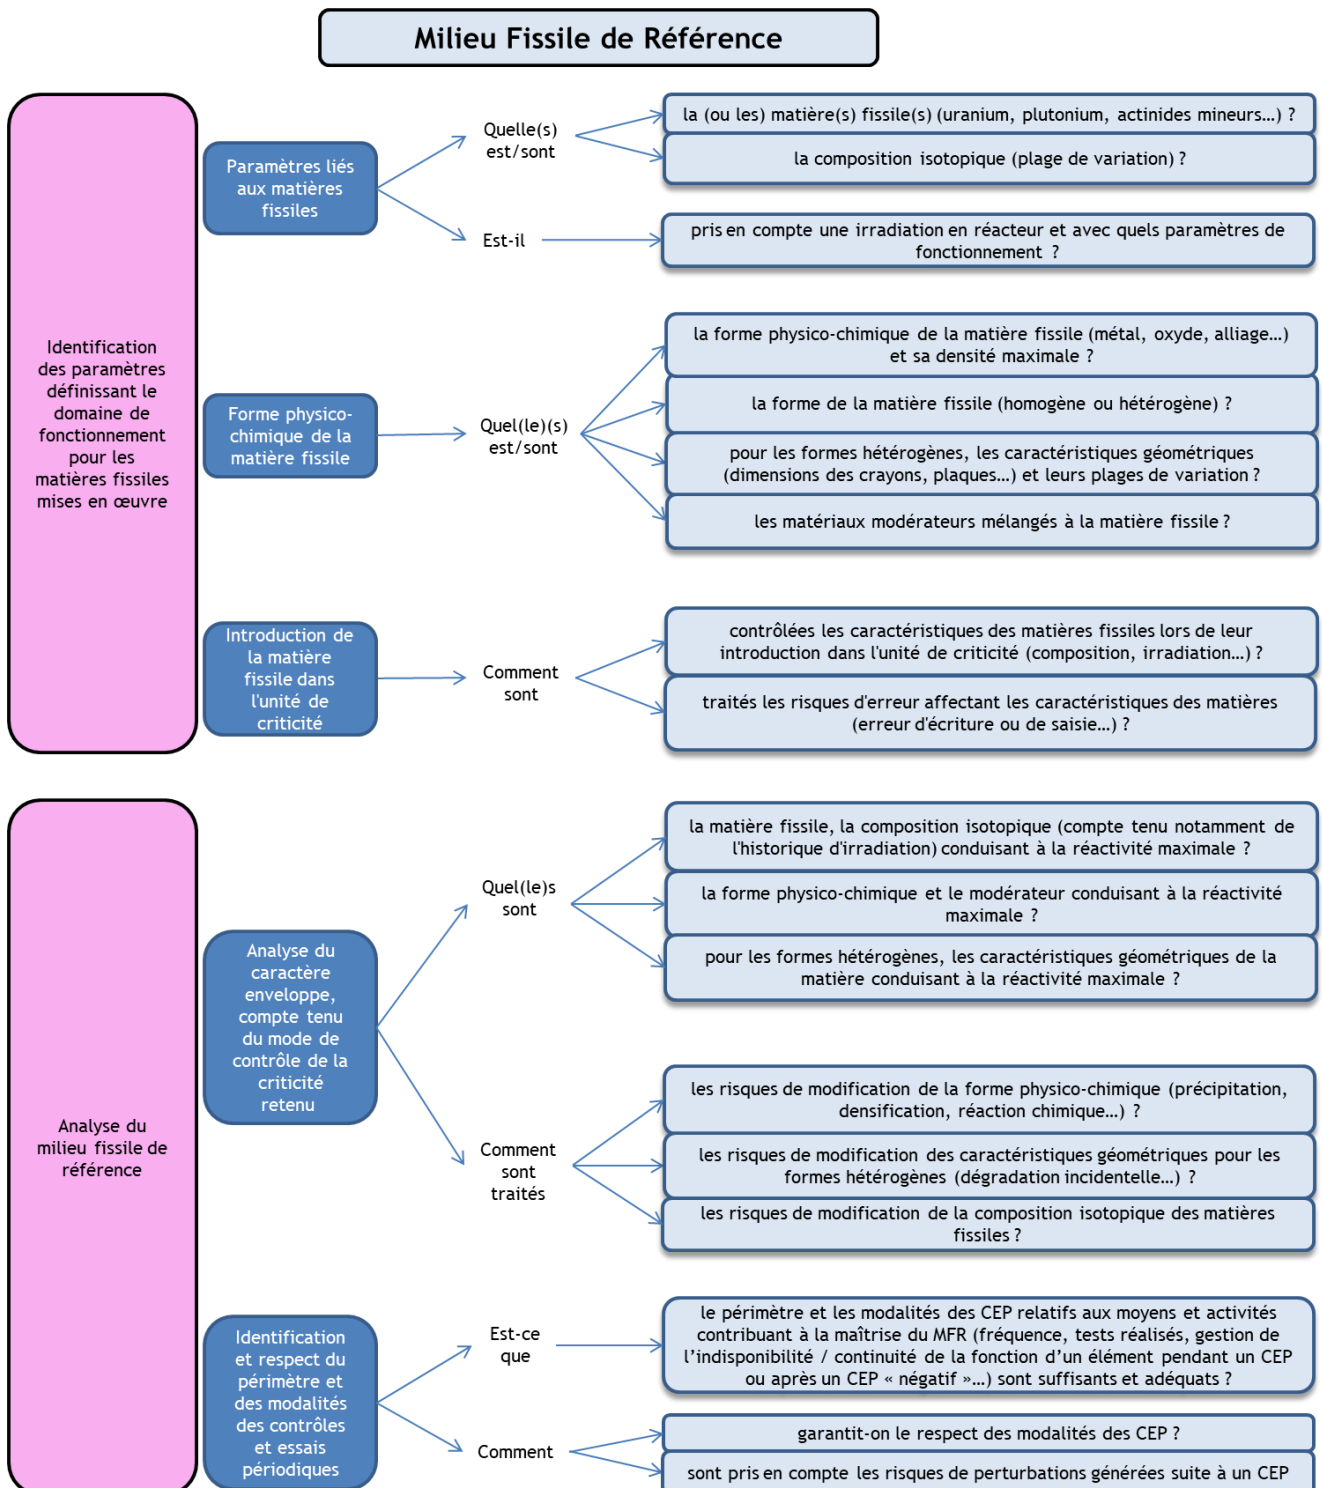 Milieu Fissile de Référence
Identification
des paramètres
définissant le
domaine de
fonctionnement
pour les
matières fissiles
mises en œuvre
Paramètres liés
aux matières
fissiles
Quelle(s)
est/sont
la (ou les) matière(s) fissile(s) (uranium, plutonium, actinides mineurs…) ?
la composition isotopique (plage de variation) ?
Est-il
pris en compte une irradiation en réacteur et avec quels paramètres de
fonctionnement ?
Forme physico-
chimique de la
matière fissile
Quel(le)(s)
est/sont
la forme physico-chimique de la matière fissile (métal, oxyde, alliage…)
et sa densité maximale ?
la forme de la matière fissile (homogène ou hétérogène) ?
pour les formes hétérogènes, les caractéristiques géométriques
(dimensions des crayons, plaques…) et leurs plages de variation ?
les matériaux modérateurs mélangés à la matière fissile ?
Introduction de
la matière
fissile dans
l'unité de
criticité
Comment
sont
contrôlées les caractéristiques des matières fissiles lors de leur
introduction dans l'unité de criticité (composition, irradiation…) ?
traités les risques d'erreur affectant les caractéristiques des matières
(erreur d'écriture ou de saisie…) ?
Analyse du
milieu fissile de
référence
Analyse du
caractère
enveloppe,
compte tenu
du mode de
contrôle de la
criticité
retenu
Quel(le)s
sont
la matière fissile, la composition isotopique (compte tenu notamment de
l'historique d'irradiation) conduisant à la réactivité maximale ?
la forme physico-chimique et le modérateur conduisant à la réactivité
maximale ?
pour les formes hétérogènes, les caractéristiques géométriques de la
matière conduisant à la réactivité maximale ?
Comment
sont
traités
les risques de modification de la forme physico-chimique (précipitation,
densification, réaction chimique…) ?
les risques de modification des caractéristiques géométriques pour les
formes hétérogènes (dégradation incidentelle…) ?
les risques de modification de la composition isotopique des matières
fissiles ?
Identification
et respect du
périmètre et
des modalités
des contrôles
et essais
périodiques
Est-ce
que
le périmètre et les modalités des CEP relatifs aux moyens et activités
contribuant à la maîtrise du MFR (fréquence, tests réalisés, gestion de
l’indisponibilité / continuité de la fonction d’un élément pendant un CEP
ou après un CEP « négatif »…) sont suffisants et adéquats ?
Comment
garantit-on le respect des modalités des CEP ?
sont pris en compte les risques de perturbations générées suite à un CEP